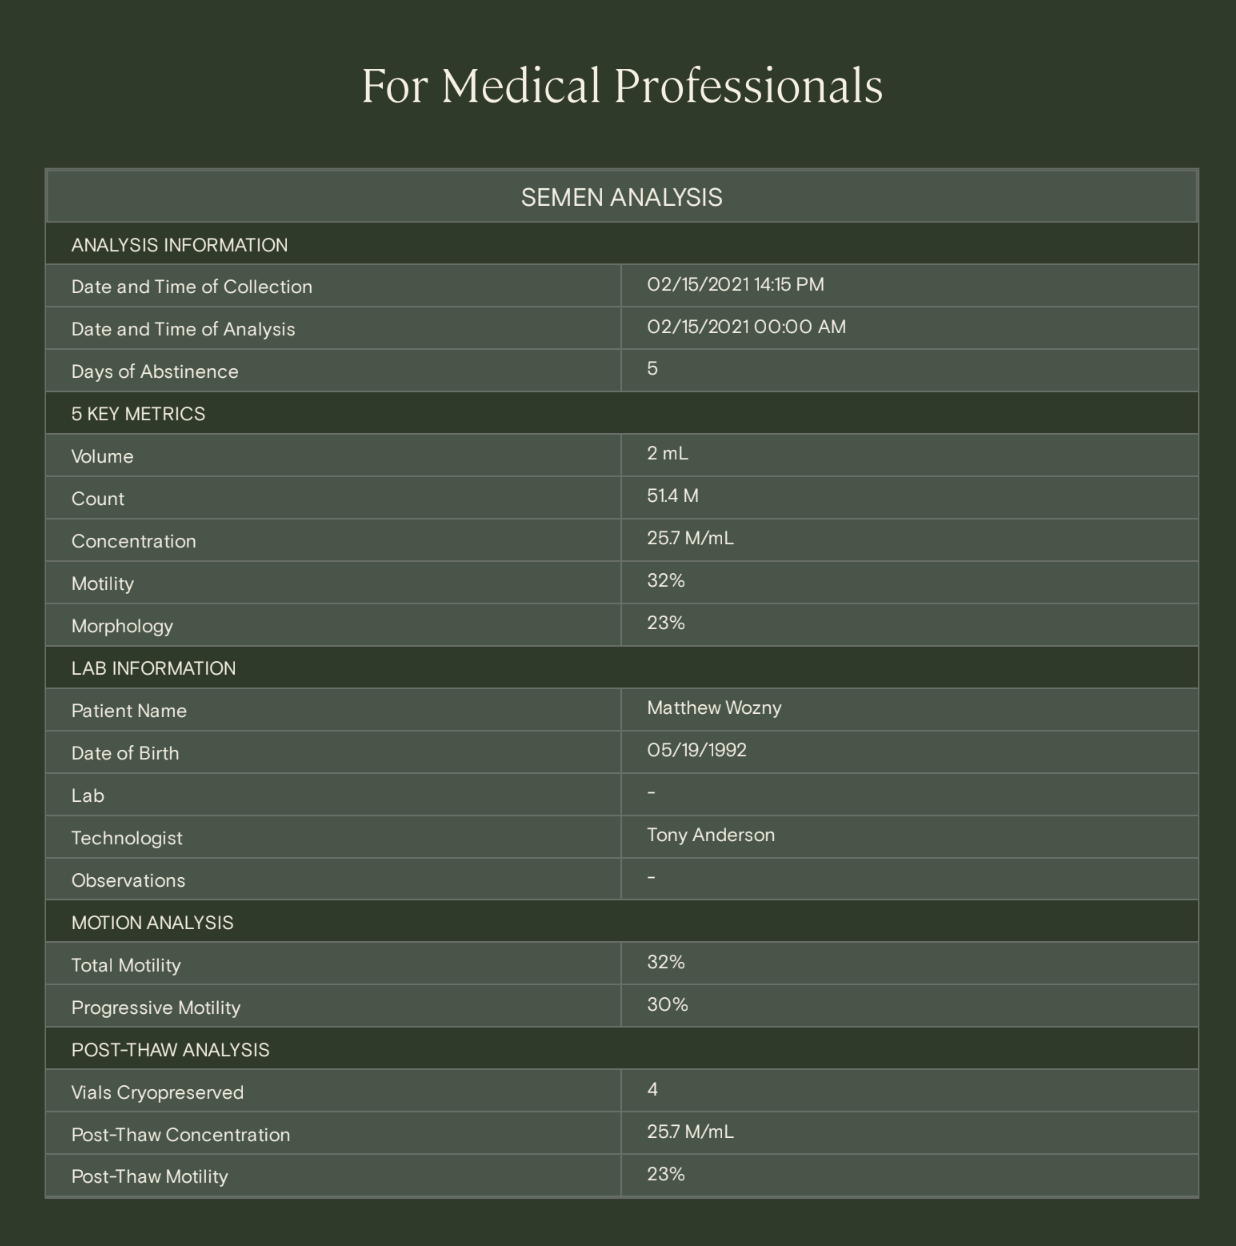 For Medical Professionals
SEMEN ANALYSIS
ANALYSIS INFORMATION
Date and Time of Collection 02/15/2021 14:15 PM
Date and Time of Analysis 02/15/2021 00:00 AM
Days of Abstinence 5
5 KEY METRICS
Volume 2 mL
Count 51.4 M
Concentration 25.7 M/mL
Motility 32%
Morphology 23%
LAB INFORMATION
Patient Name Matthew Wozny
Date of Birth 05/19/1992
Lab -
Technologist Tony Anderson
Observations -
MOTION ANALYSIS
Total Motility 32%
Progressive Motility 30%
POST-THAW ANALYSIS
Vials Cryopreserved 4
Post-Thaw Concentration 25.7 M/mL
Post-Thaw Motility 23%